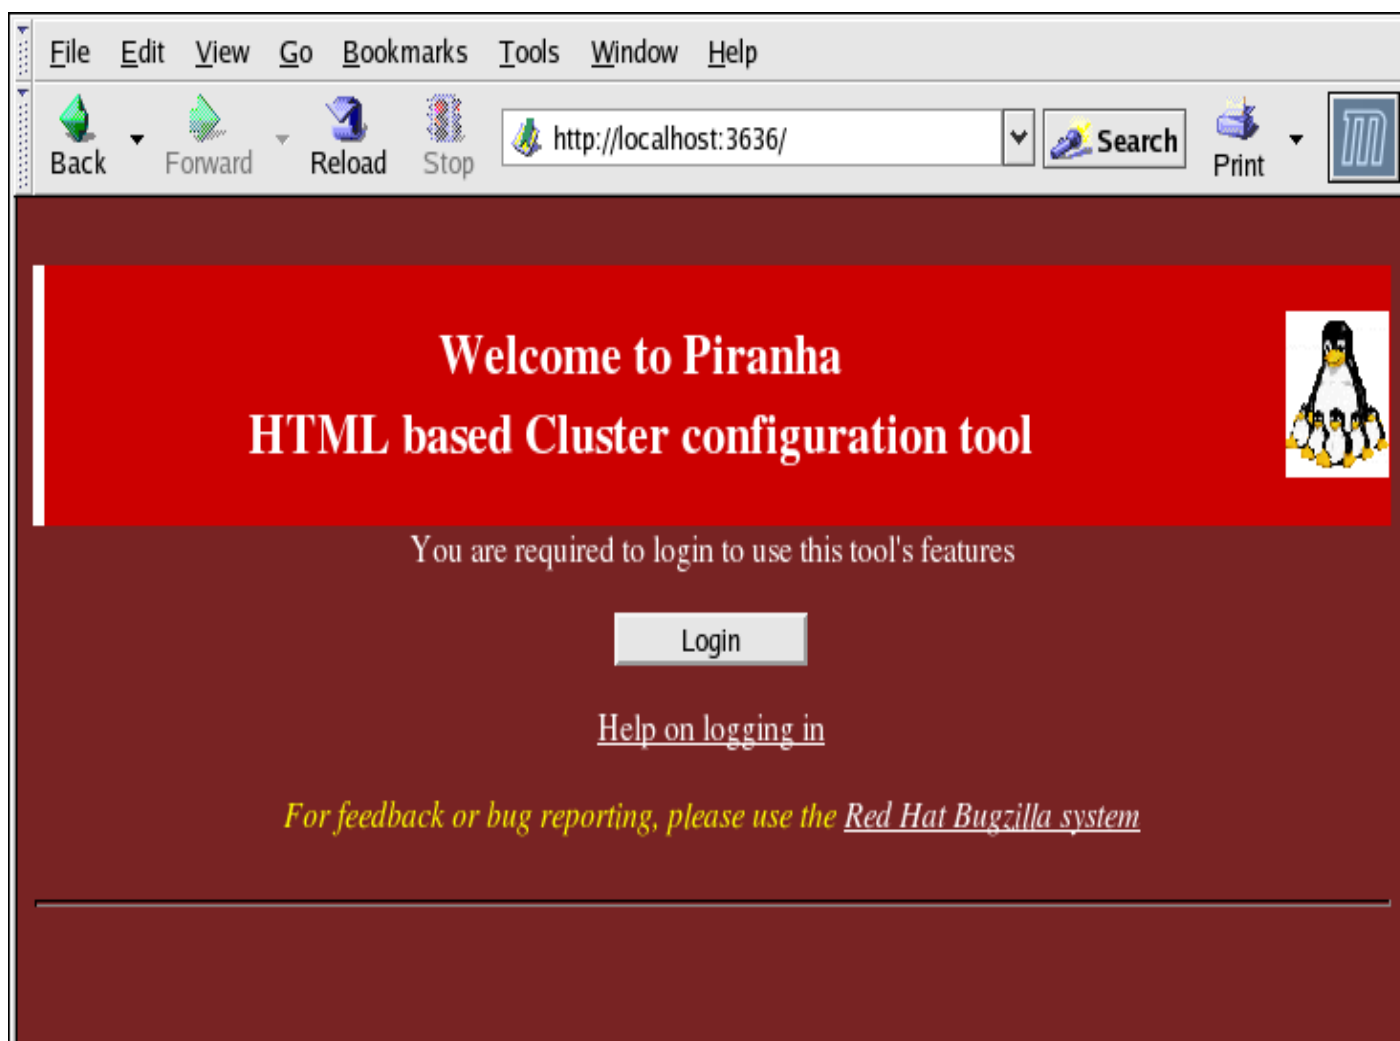 File Edit View Go Bookmarks Tools Window Help
Back Forward Reload Stop http://localhost:3636/ Search Print
Welcome to Piranha
HTML based Cluster configuration tool
You are required to login to use this tool's features
Login
Help on logging in
For feedback or bug reporting, please use the Red Hat Bugzilla system